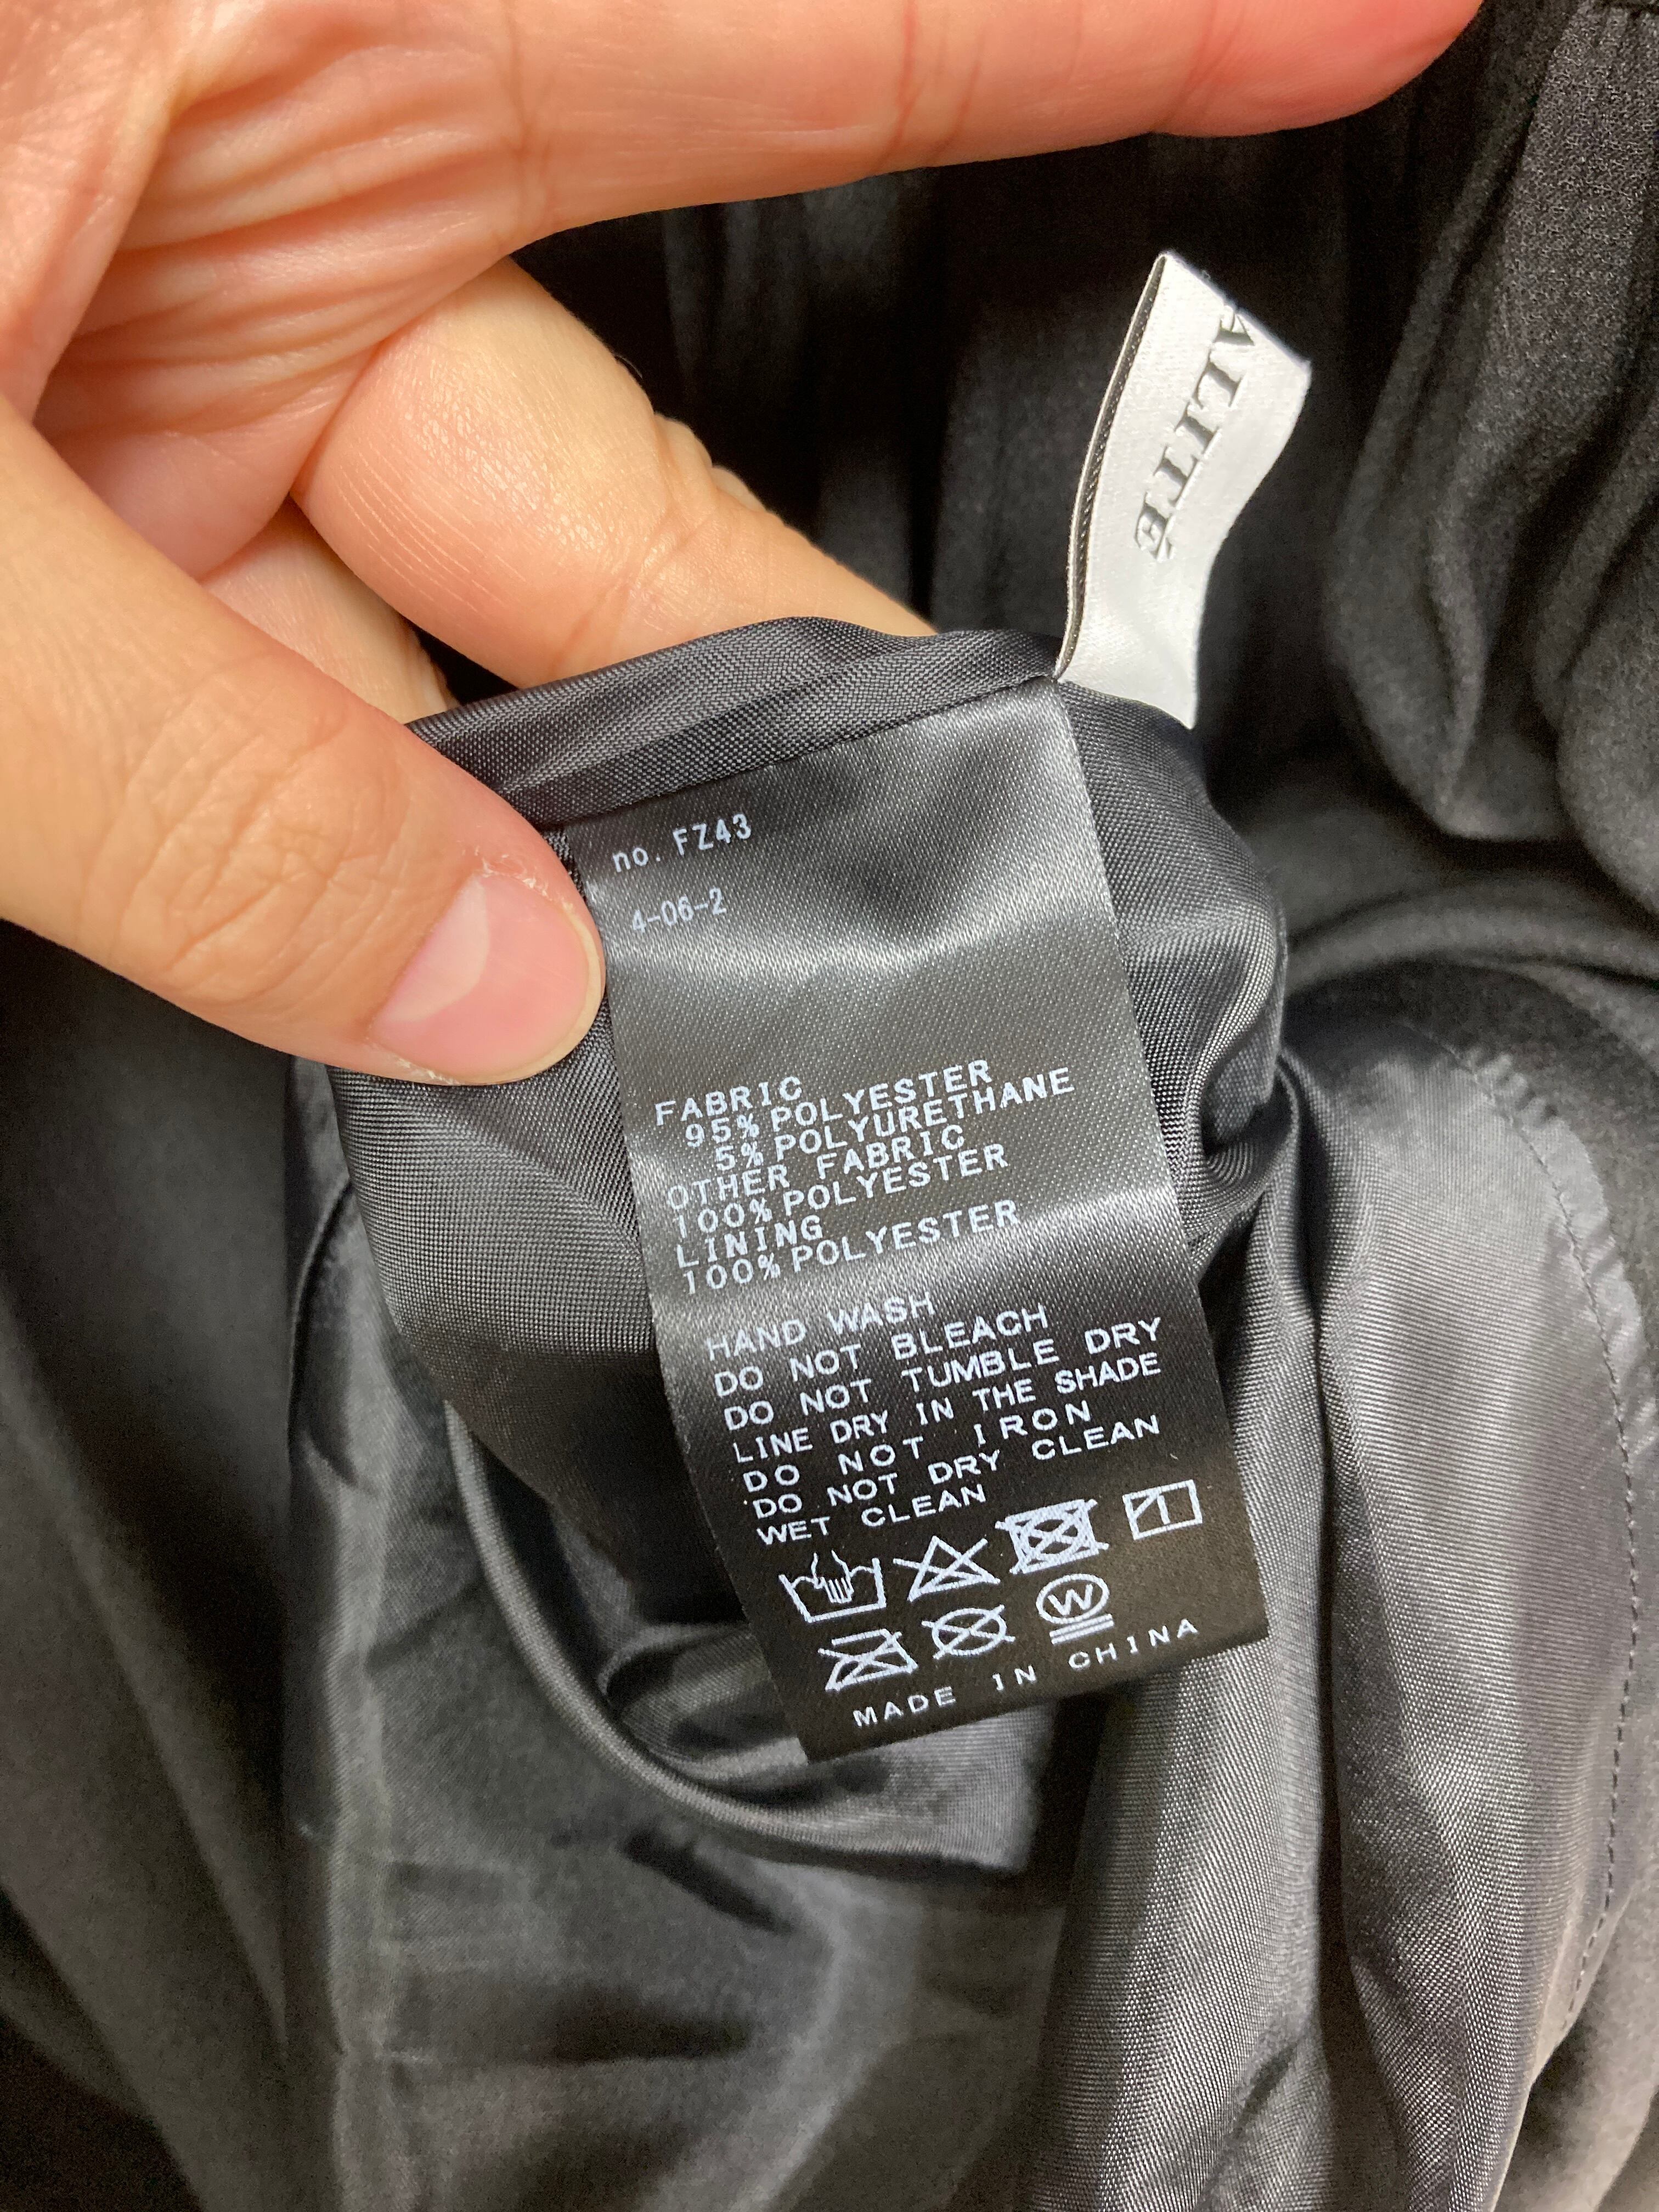 ALITÉ
no. FZ43
4-06-2
FABRIC
95%POLYESTER
5%POLYURETHANE
OTHER FABRIC
100%POLYESTER
LINING
100%POLYESTER
HAND WASH
DO NOT BLEACH
DO NOT TUMBLE DRY
LINE DRY IN THE SHADE
DO NOT IRON
DO NOT DRY CLEAN
WET CLEAN
W
MADE IN CHINA